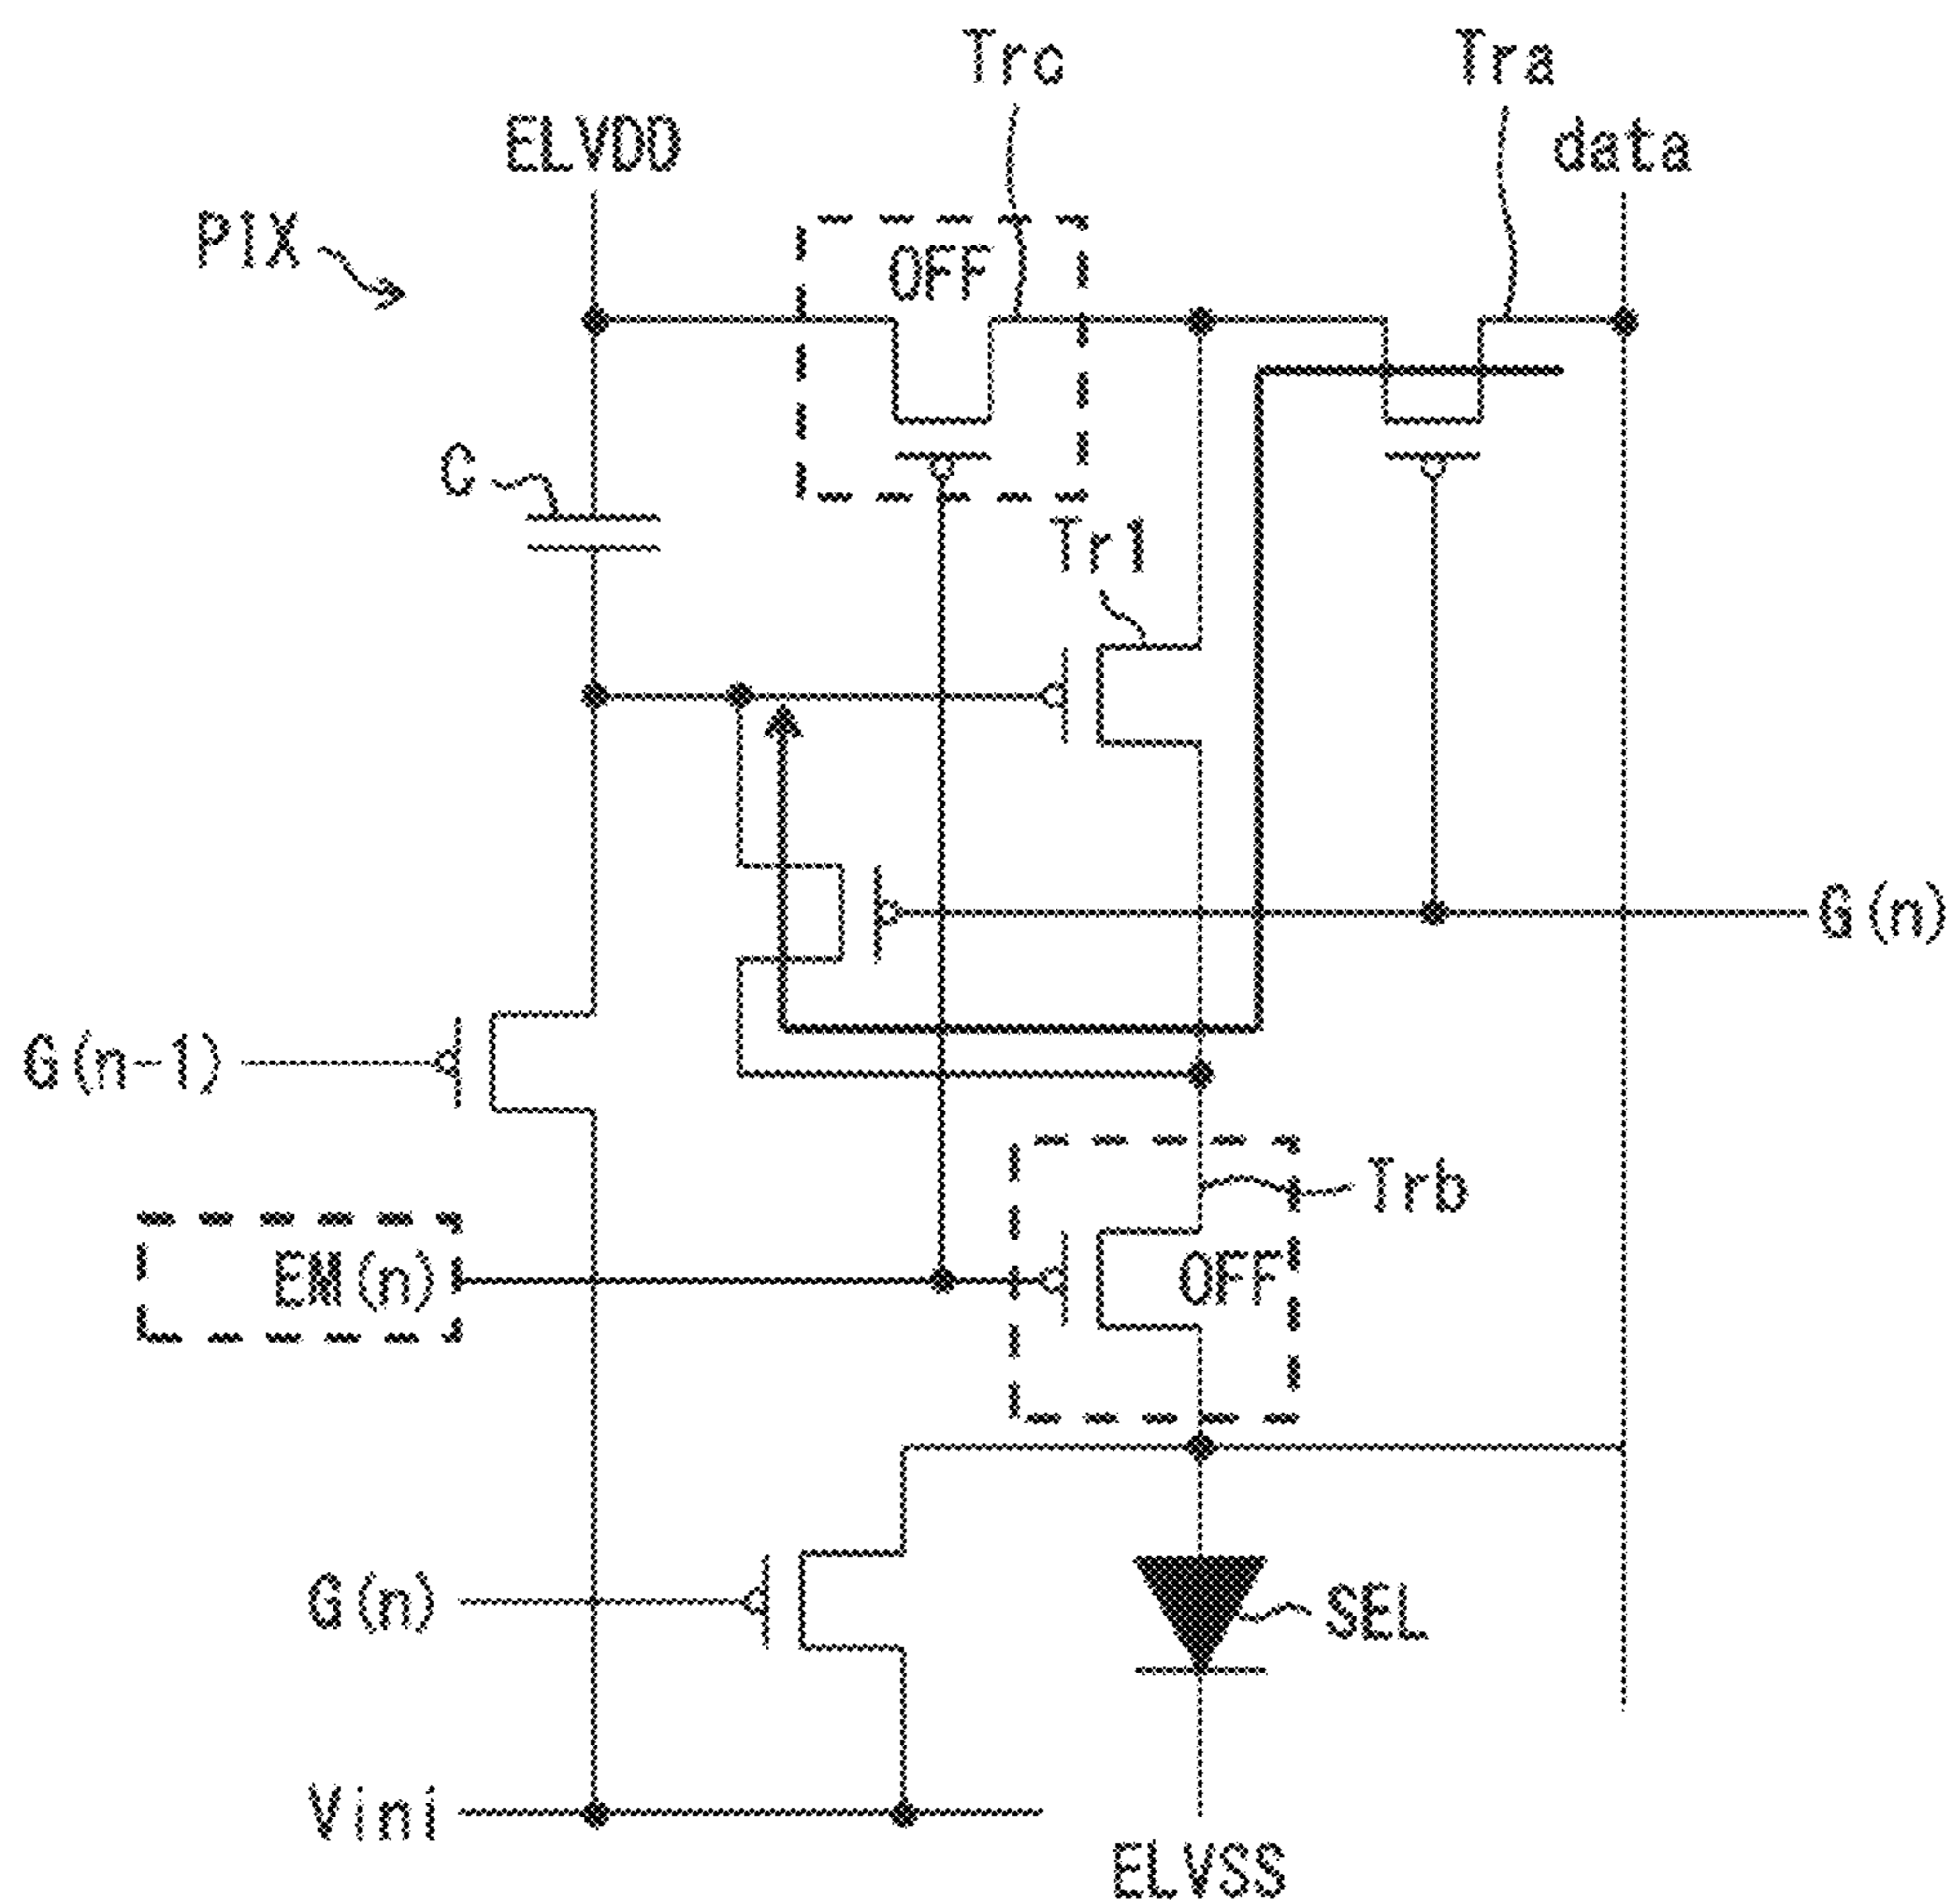 Trc
Tra
ELVDD
data
PIX
OFF
C
Tr1
G(n)
G(n-1)
Trb
EM(n)
OFF
G(n)
SEL
Vini
ELVSS